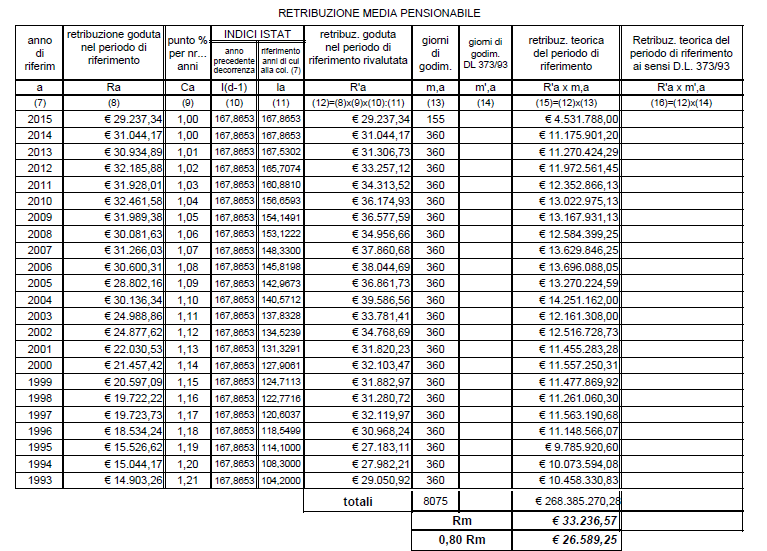 RETRIBUZIONE MEDIA PENSIONABILE
anno di riferim | retribuzione goduta nel periodo di riferimento | punto % per nr... anni | INDICI ISTAT | retribuz. goduta nel periodo di riferimento rivalutata | giorni di godim. | giorni di godim. DL 373/93 | retribuz. teorica del periodo di riferimento | Retribuz. teorica del periodo di riferimento ai sensi D.L. 373/93
anno precedente decorrenza | riferimento anni di cui alla col. (7)
a | Ra | Ca | I(d-1) | Ia | R'a | m,a | m',a | R'a x m,a | R'a x m',a
(7) | (8) | (9) | (10) | (11) | (12)=(8)x(9)x(10):(11) | (13) | (14) | (15)=(12)x(13) | (16)=(12)x(14)
2015 | € 29.237,34 | 1,00 | 167,8653 | 167,8653 | € 29.237,34 | 155 | € 4.531.788,00
2014 | € 31.044,17 | 1,00 | 167,8653 | 167,8653 | € 31.044,17 | 360 | € 11.175.901,20
2013 | € 30.934,89 | 1,01 | 167,8653 | 167,5302 | € 31.306,73 | 360 | € 11.270.424,29
2012 | € 32.185,88 | 1,02 | 167,8653 | 165,7074 | € 33.257,12 | 360 | € 11.972.561,45
2011 | € 31.928,01 | 1,03 | 167,8653 | 160,8810 | € 34.313,52 | 360 | € 12.352.866,13
2010 | € 32.461,58 | 1,04 | 167,8653 | 156,6593 | € 36.174,93 | 360 | € 13.022.975,13
2009 | € 31.989,38 | 1,05 | 167,8653 | 154,1491 | € 36.577,59 | 360 | € 13.167.931,13
2008 | € 30.081,63 | 1,06 | 167,8653 | 153,1222 | € 34.956,66 | 360 | € 12.584.399,25
2007 | € 31.266,03 | 1,07 | 167,8653 | 148,3300 | € 37.860,68 | 360 | € 13.629.846,25
2006 | € 30.600,31 | 1,08 | 167,8653 | 145,8198 | € 38.044,69 | 360 | € 13.696.088,05
2005 | € 28.802,16 | 1,09 | 167,8653 | 142,9673 | € 36.861,73 | 360 | € 13.270.224,59
2004 | € 30.136,34 | 1,10 | 167,8653 | 140,5712 | € 39.586,56 | 360 | € 14.251.162,00
2003 | € 24.988,86 | 1,11 | 167,8653 | 137,8328 | € 33.781,41 | 360 | € 12.161.308,00
2002 | € 24.877,62 | 1,12 | 167,8653 | 134,5239 | € 34.768,69 | 360 | € 12.516.728,73
2001 | € 22.030,53 | 1,13 | 167,8653 | 131,3291 | € 31.820,23 | 360 | € 11.455.283,28
2000 | € 21.457,42 | 1,14 | 167,8653 | 127,9061 | € 32.103,47 | 360 | € 11.557.250,31
1999 | € 20.597,09 | 1,15 | 167,8653 | 124,7113 | € 31.882,97 | 360 | € 11.477.869,92
1998 | € 19.722,22 | 1,16 | 167,8653 | 122,7716 | € 31.280,72 | 360 | € 11.261.060,30
1997 | € 19.723,73 | 1,17 | 167,8653 | 120,6037 | € 32.119,97 | 360 | € 11.563.190,68
1996 | € 18.534,24 | 1,18 | 167,8653 | 118,5499 | € 30.968,24 | 360 | € 11.148.566,07
1995 | € 15.526,62 | 1,19 | 167,8653 | 114,1000 | € 27.183,11 | 360 | € 9.785.920,60
1994 | € 15.044,17 | 1,20 | 167,8653 | 108,3000 | € 27.982,21 | 360 | € 10.073.594,08
1993 | € 14.903,26 | 1,21 | 167,8653 | 104,2000 | € 29.050,92 | 360 | € 10.458.330,83
totali | 8075 | € 268.385.270,28
Rm | € 33.236,57
0,80 Rm | € 26.589,25